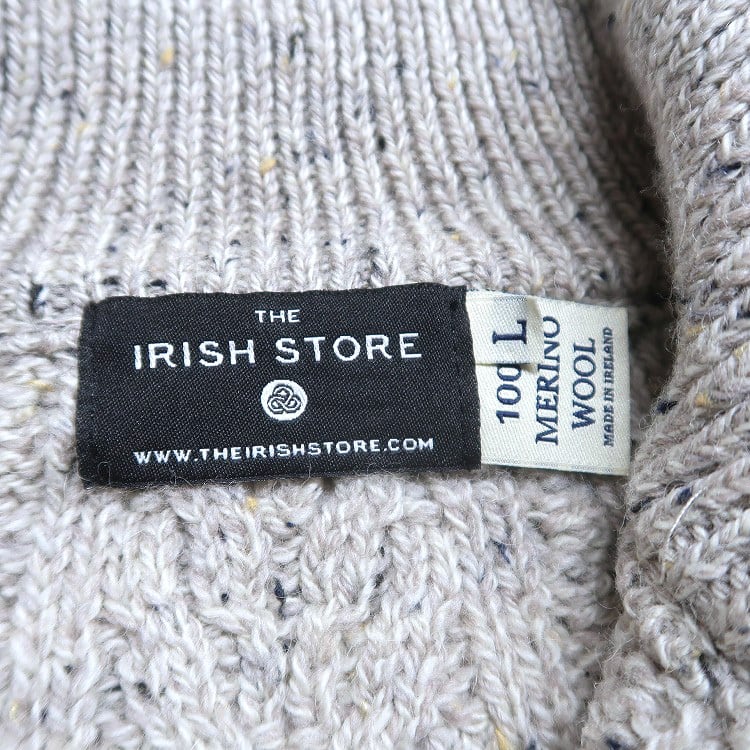 THE
IRISH STORE
WWW.THEIRISHSTORE.COM
L
100
MERINO
WOOL
MADE IN IRELAND